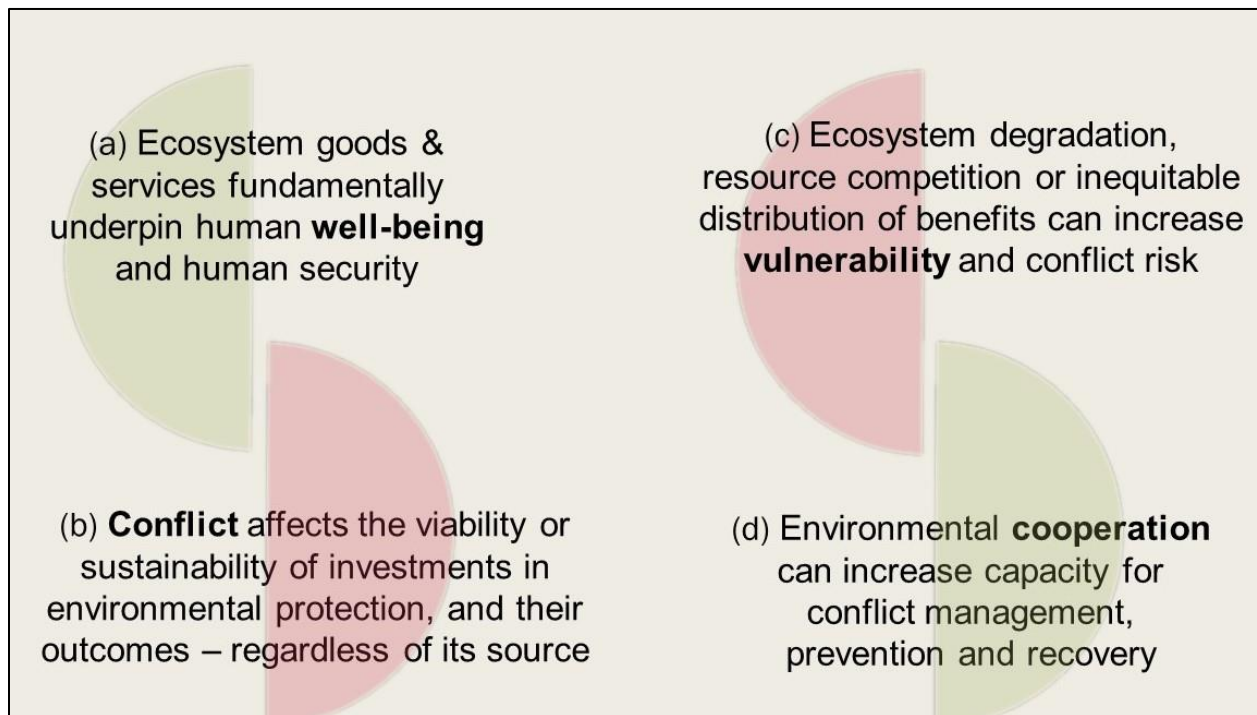 (a) Ecosystem goods &
services fundamentally
underpin human well-being
and human security
(b) Conflict affects the viability or
sustainability of investments in
environmental protection, and their
outcomes – regardless of its source
(c) Ecosystem degradation,
resource competition or inequitable
distribution of benefits can increase
vulnerability and conflict risk
(d) Environmental cooperation
can increase capacity for
conflict management,
prevention and recovery